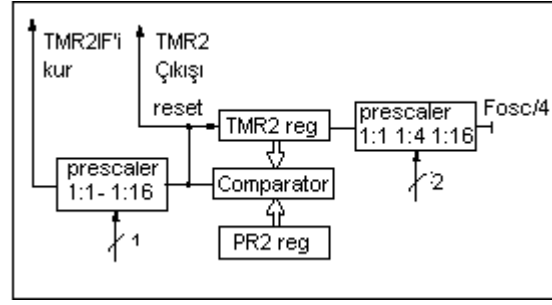 TMR2IF'i
kur
TMR2
Çıkışı
reset
TMR2 reg
prescaler
1:1 1:4 1:16
Fosc/4
prescaler
1:1- 1:16
Comparator
2
1
PR2 reg